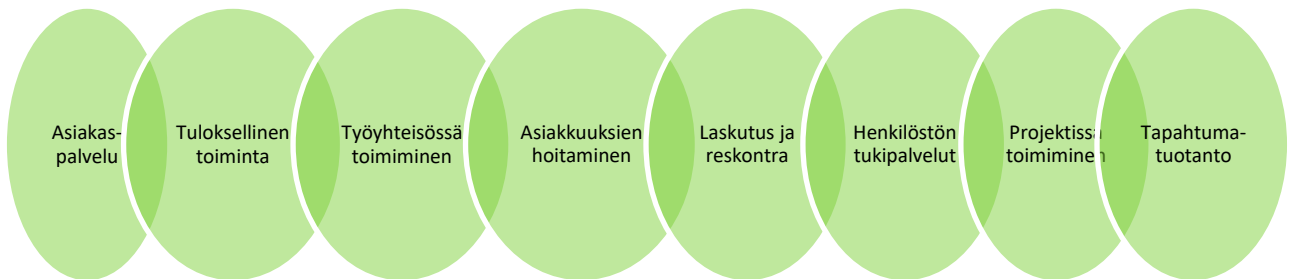 Asiakas-
palvelu
Tuloksellinen
toiminta
Työyhteisössä
toimiminen
Asiakkuuksien
hoitaminen
Laskutus ja
reskontra
Henkilöstön
tukipalvelut
Projektissa
toimiminen
Tapahtuma-
tuotanto